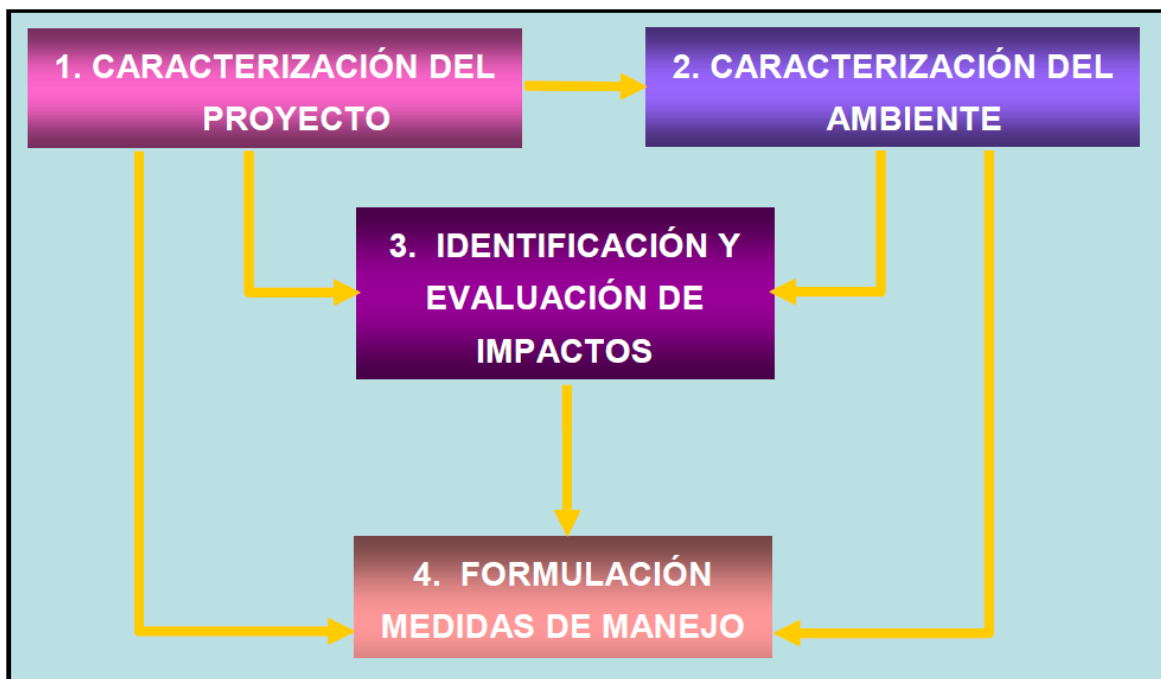 1. CARACTERIZACIÓN DEL
PROYECTO
2. CARACTERIZACIÓN DEL
AMBIENTE
3. IDENTIFICACIÓN Y
EVALUACIÓN DE
IMPACTOS
4. FORMULACIÓN
MEDIDAS DE MANEJO